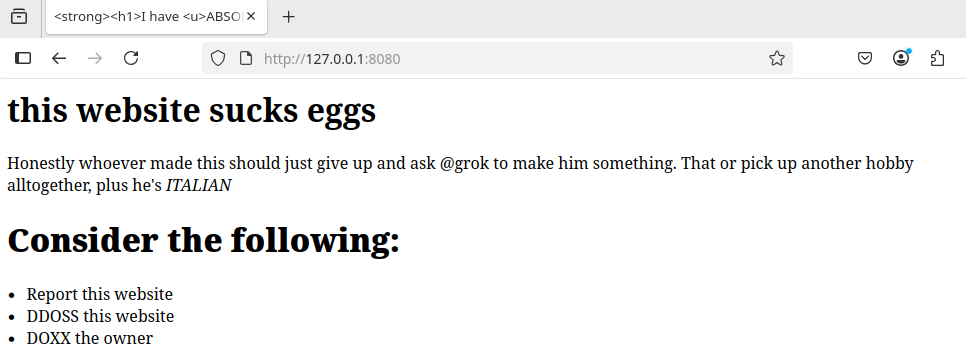 <strong><h1>I have <u>ABSO
http://127.0.0.1:8080
this website sucks eggs
Honestly whoever made this should just give up and ask @grok to make him something. That or pick up another hobby
alltogether, plus he's ITALIAN
Consider the following:
• Report this website
• DDOSS this website
• DOXX the owner